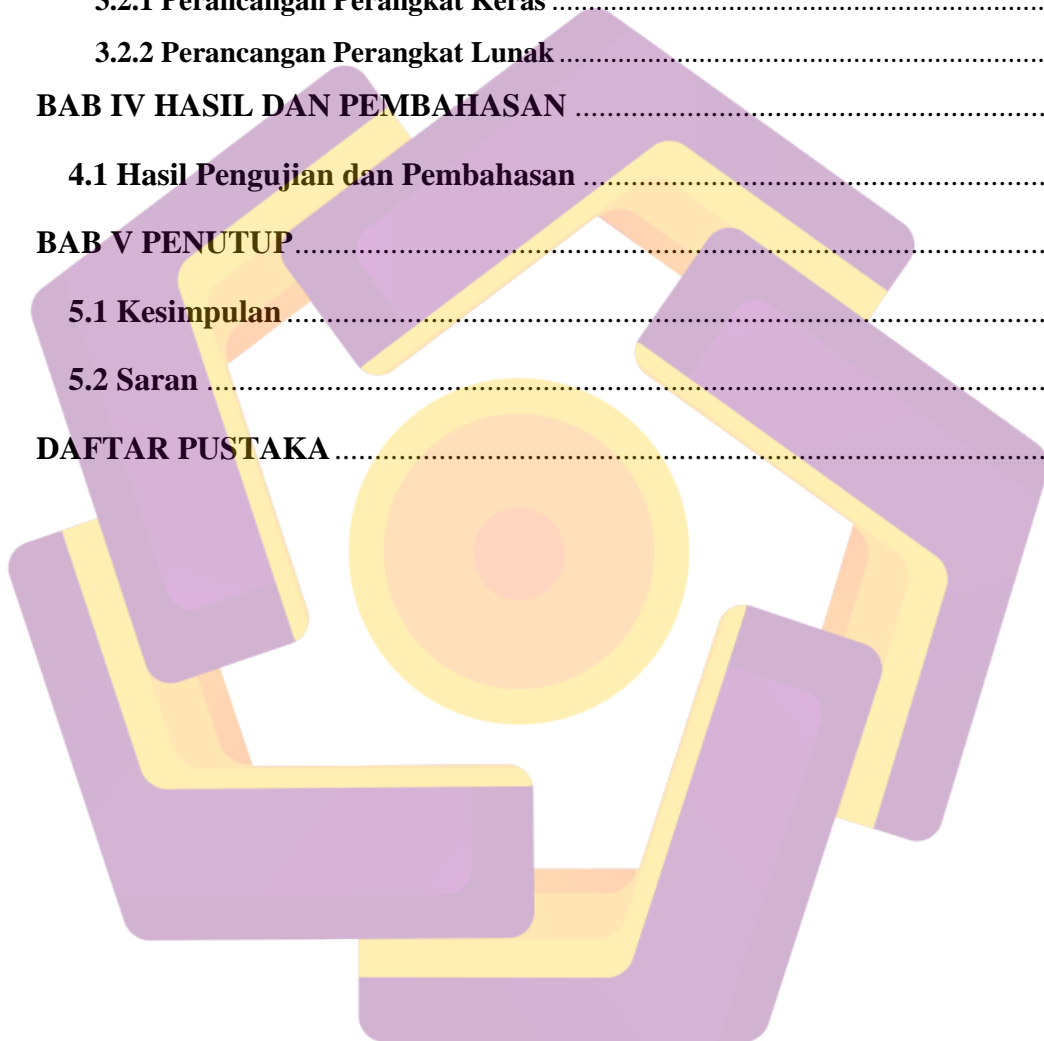 3.2.1 Perancangan Perangkat Keras ........................................................................
3.2.2 Perancangan Perangkat Lunak ........................................................................
BAB IV HASIL DAN PEMBAHASAN ........................................................................
4.1 Hasil Pengujian dan Pembahasan ........................................................................
BAB V PENUTUP........................................................................
5.1 Kesimpulan ........................................................................
5.2 Saran ........................................................................
DAFTAR PUSTAKA ........................................................................